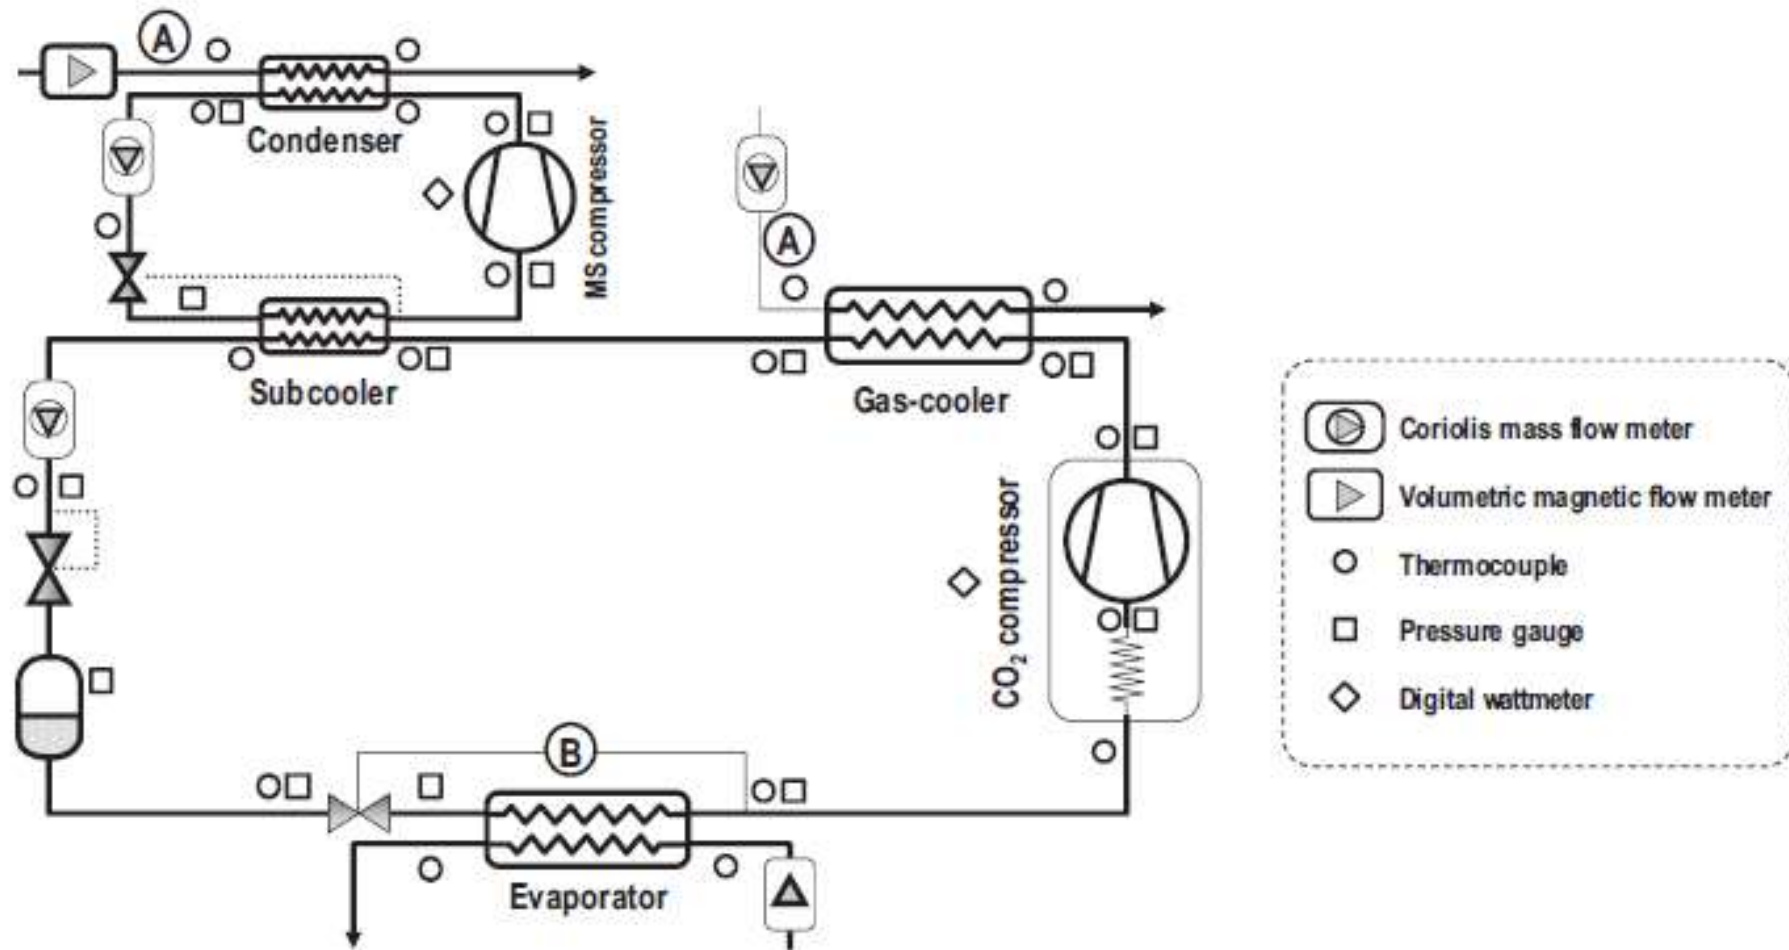 A
Condenser
MS compressor
A
Subcooler
Gas-cooler
CO₂ compressor
B
Evaporator
Coriolis mass flow meter
Volumetric magnetic flow meter
Thermocouple
Pressure gauge
Digital wattmeter